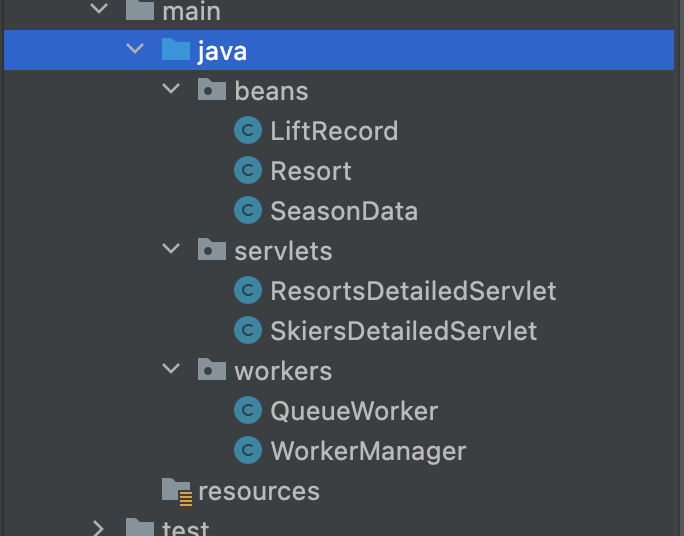 main
java
beans
C LiftRecord
C Resort
C SeasonData
servlets
C ResortsDetailedServlet
C SkiersDetailedServlet
workers
C QueueWorker
C WorkerManager
resources
test